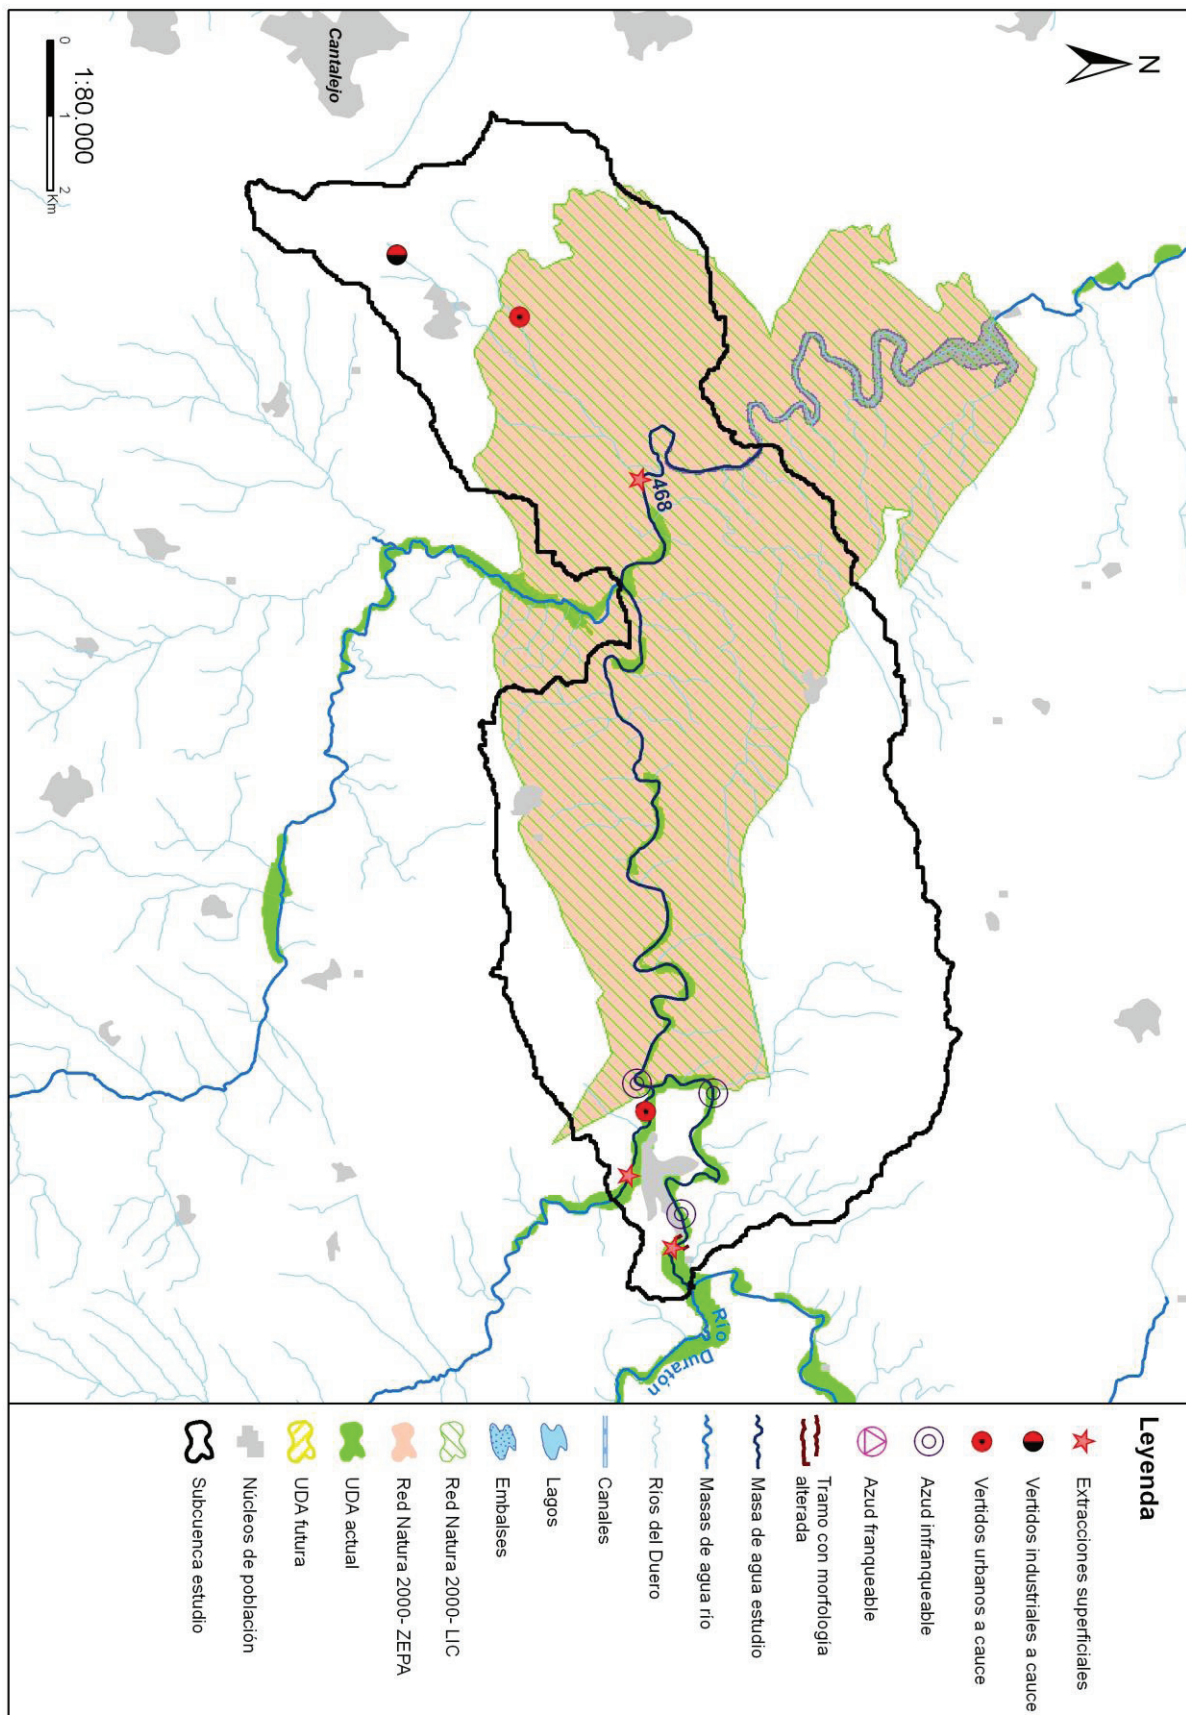 N
Cantalejo
468
Río Duratón
0 1 2 Km
1:80.000
Leyenda
Extracciones superficiales
Vertidos industriales a cauce
Vertidos urbanos a cauce
Azud infranqueable
Azud franqueable
Tramo con morfología
alterada
Masa de agua estudio
Masas de agua río
Ríos del Duero
Canales
Lagos
Embalses
Red Natura 2000- LIC
Red Natura 2000- ZEPA
UDA actual
UDA futura
Núcleos de población
Subcuenca estudio